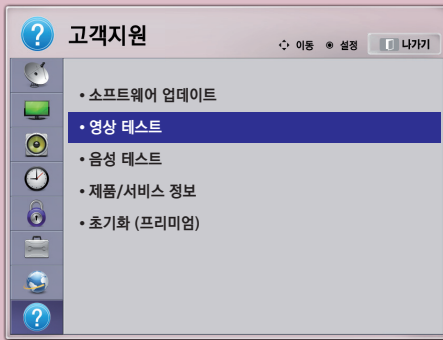 고객지원
이동 설정 나가기
• 소프트웨어 업데이트
• 영상 테스트
• 음성 테스트
• 제품/서비스 정보
• 초기화 (프리미엄)